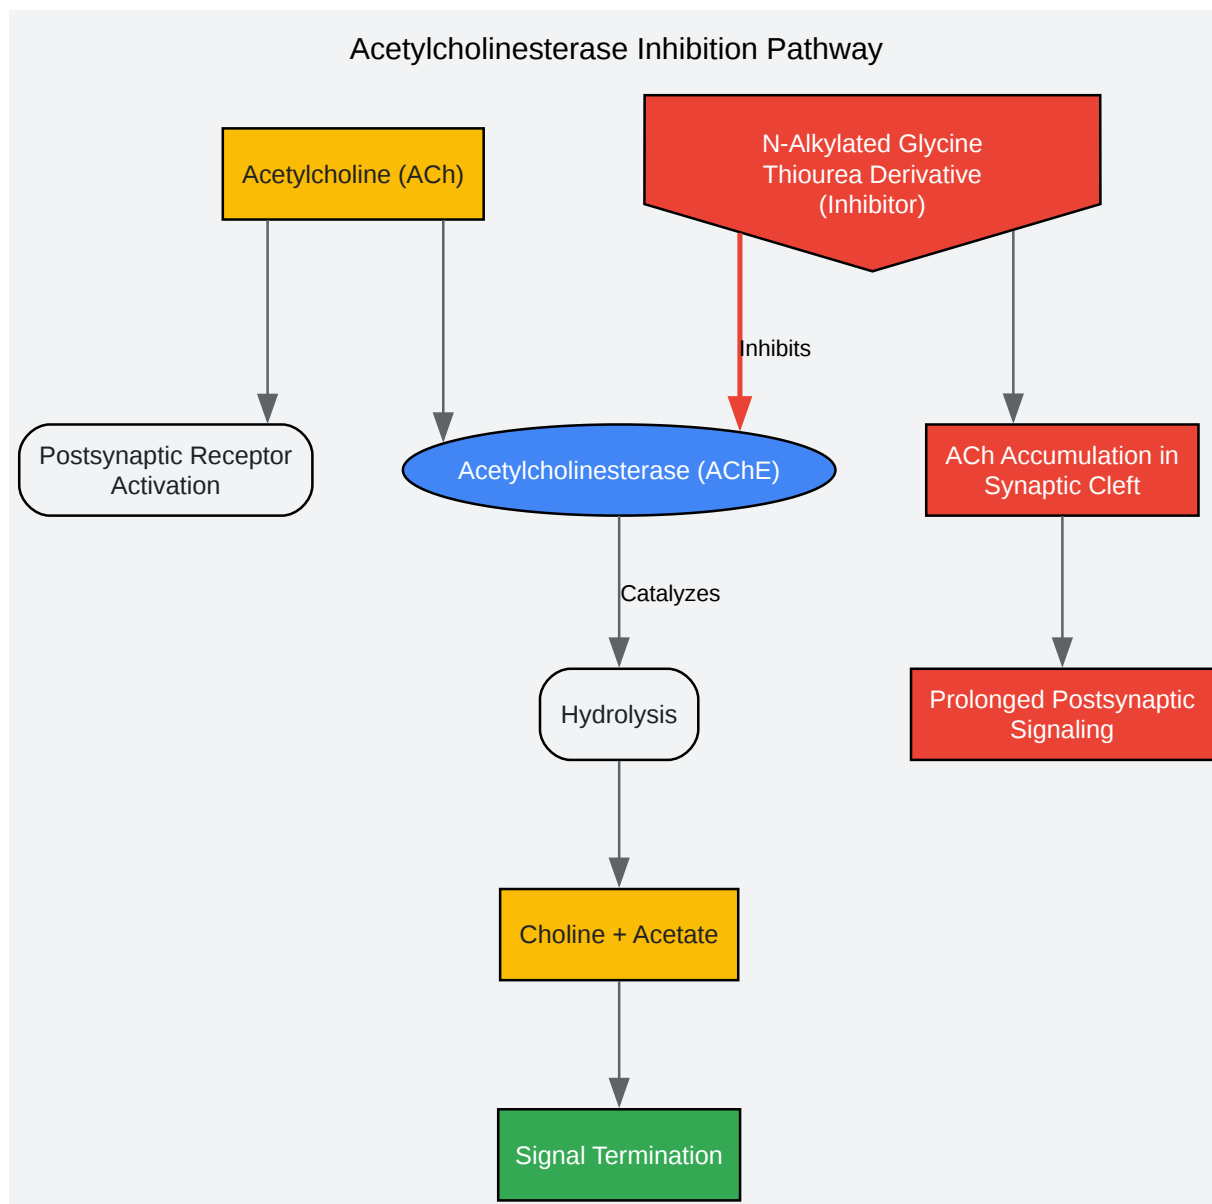 Acetylcholinesterase Inhibition Pathway
Acetylcholine (ACh)
N-Alkylated Glycine
Thiourea Derivative
(Inhibitor)
Inhibits
Postsynaptic Receptor
Activation
Acetylcholinesterase (AChE)
ACh Accumulation in
Synaptic Cleft
Catalyzes
Hydrolysis
Prolonged Postsynaptic
Signaling
Choline + Acetate
Signal Termination